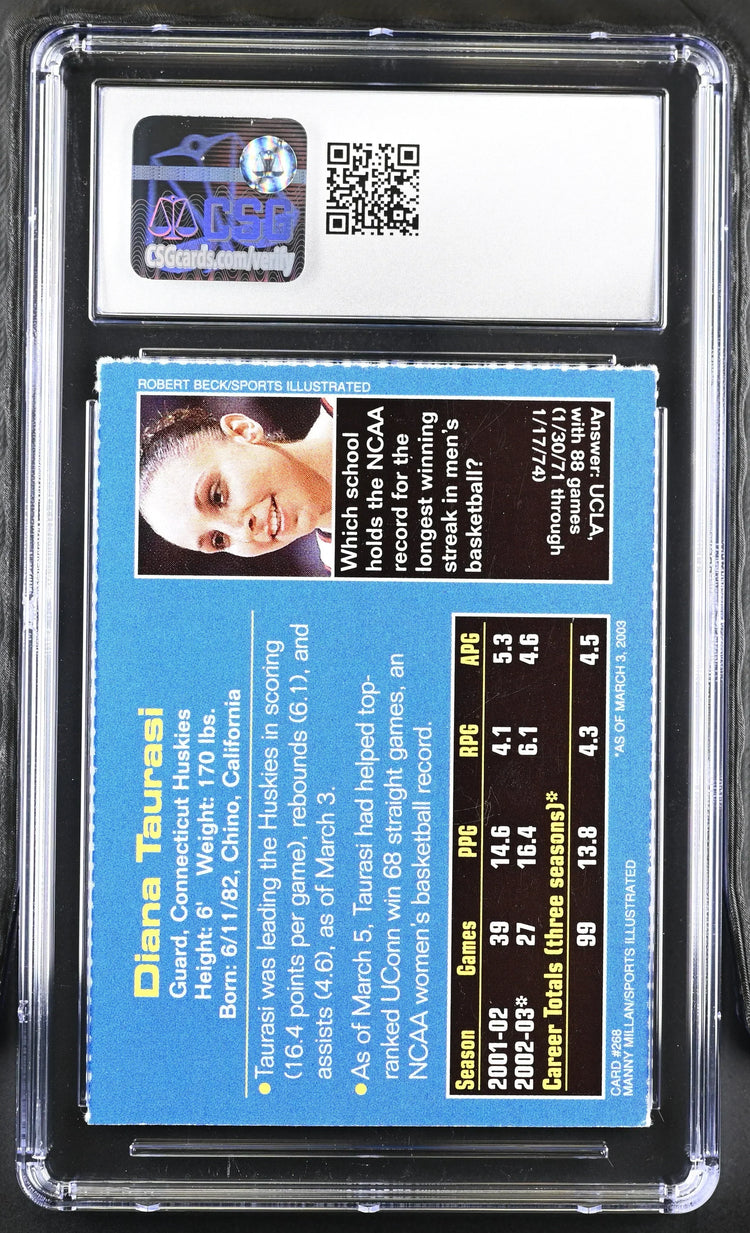 CSG
CSGcards.com/verify
ROBERT BECK/SPORTS ILLUSTRATED
Which school
holds the NCAA
record for the
longest winning
streak in men's
basketball?
Answer: UCLA,
with 88 games
(1/30/71 through
1/17/74)
Diana Taurasi
Guard, Connecticut Huskies
Height: 6' Weight: 170 lbs.
Born: 6/11/82, Chino, California
• Taurasi was leading the Huskies in scoring
(16.4 points per game), rebounds (6.1), and
assists (4.6), as of March 3.
• As of March 5, Taurasi had helped top-
ranked UConn win 68 straight games, an
NCAA women's basketball record.
Season Games PPG RPG APG
2001-02 39 14.6 4.1 5.3
2002-03* 27 16.4 6.1 4.6
Career Totals (three seasons)*
99 13.8 4.3 4.5
*AS OF MARCH 3, 2003
CARD #268
MANNY MILLAN/SPORTS ILLUSTRATED